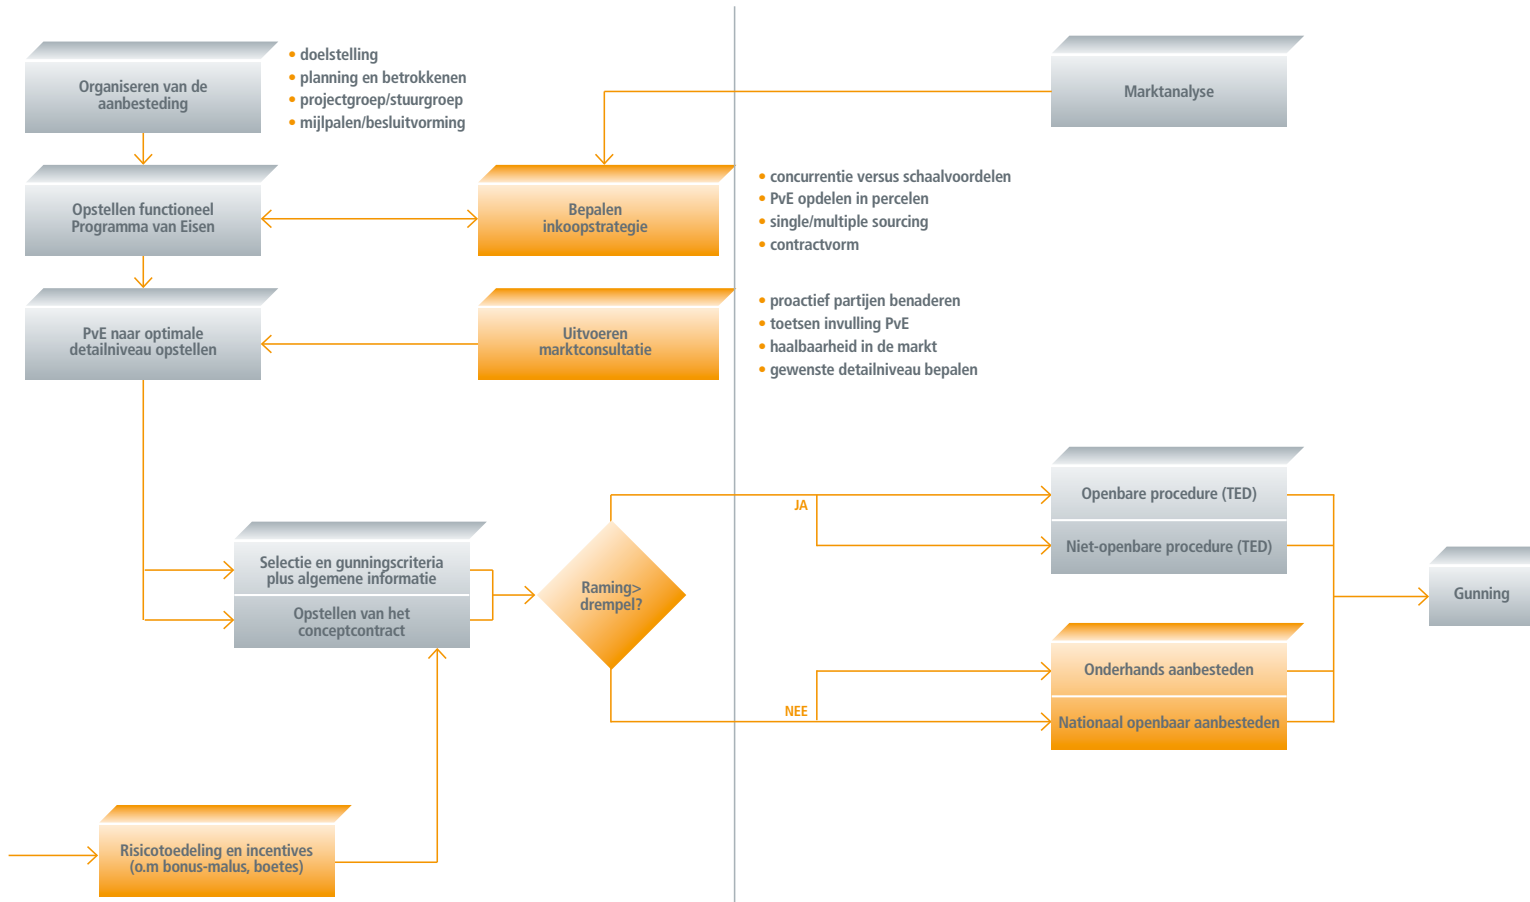 Organiseren van de
aanbesteding
• doelstelling
• planning en betrokkenen
• projectgroep/stuurgroep
• mijlpalen/besluitvorming
Marktanalyse
Opstellen functioneel
Programma van Eisen
Bepalen
inkoopstrategie
• concurrentie versus schaalvoordelen
• PvE opdelen in percelen
• single/multiple sourcing
• contractvorm
PvE naar optimale
detailniveau opstellen
Uitvoeren
marktconsultatie
• proactief partijen benaderen
• toetsen invulling PvE
• haalbaarheid in de markt
• gewenste detailniveau bepalen
Selectie en gunningscriteria
plus algemene informatie
Opstellen van het
conceptcontract
Raming>
drempel?
JA
NEE
Openbare procedure (TED)
Niet-openbare procedure (TED)
Onderhands aanbesteden
Nationaal openbaar aanbesteden
Gunning
Risicotoedeling en incentives
(o.m bonus-malus, boetes)